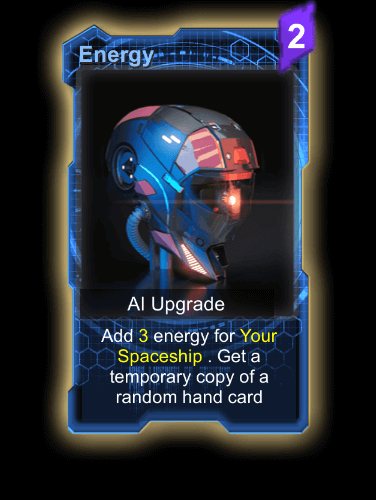 2
Energy
AI Upgrade
Add 3 energy for Your
Spaceship . Get a
temporary copy of a
random hand card